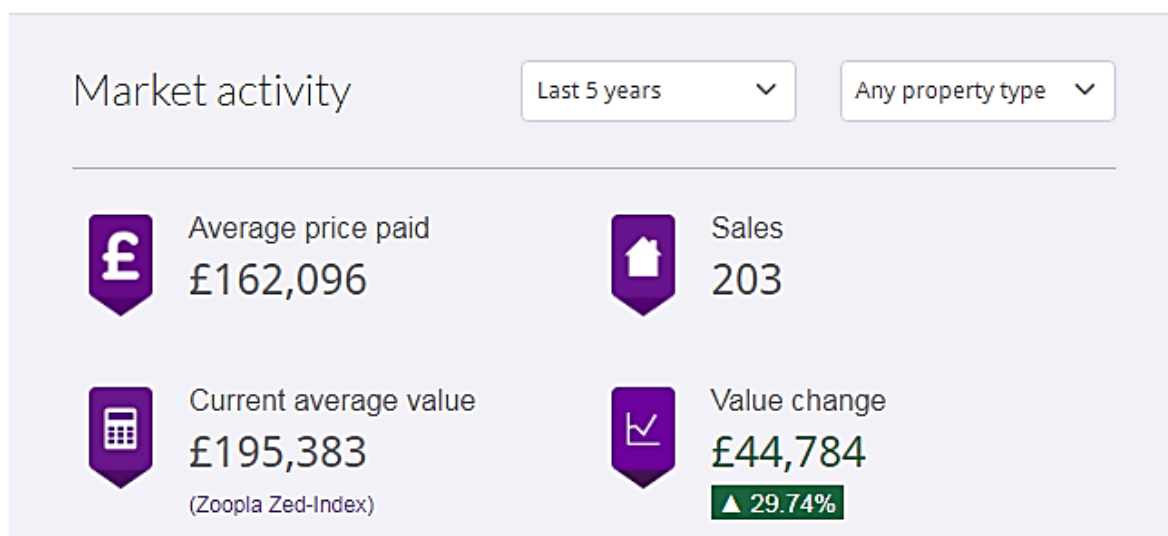 Market activity
Last 5 years
Any property type
£
Average price paid
£162,096
Sales
203
Current average value
£195,383
(Zoopla Zed-Index)
Value change
£44,784
▲ 29.74%